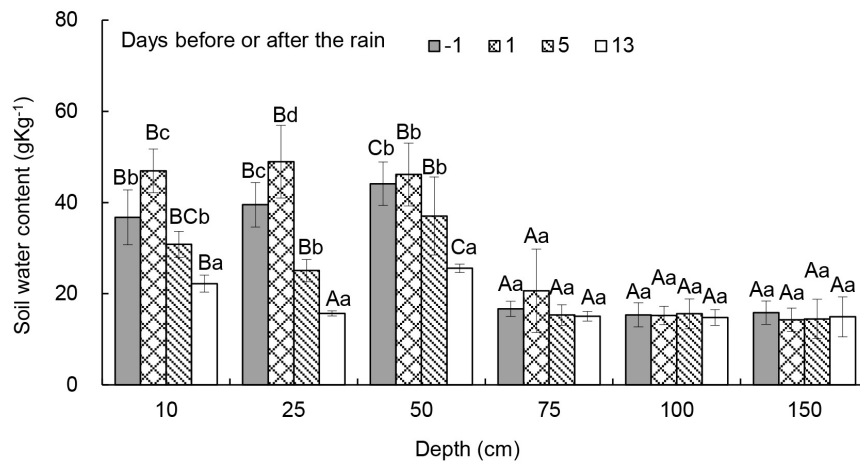 80
Days before or after the rain -1 1 5 13
60
40
20
0
Soil water content (gKg⁻¹)
Bb Bc BCb Ba
Bc Bd Bb Aa
Cb Bb Bb Ca
Aa Aa Aa Aa
Aa Aa Aa Aa
Aa Aa Aa Aa
10 25 50 75 100 150
Depth (cm)